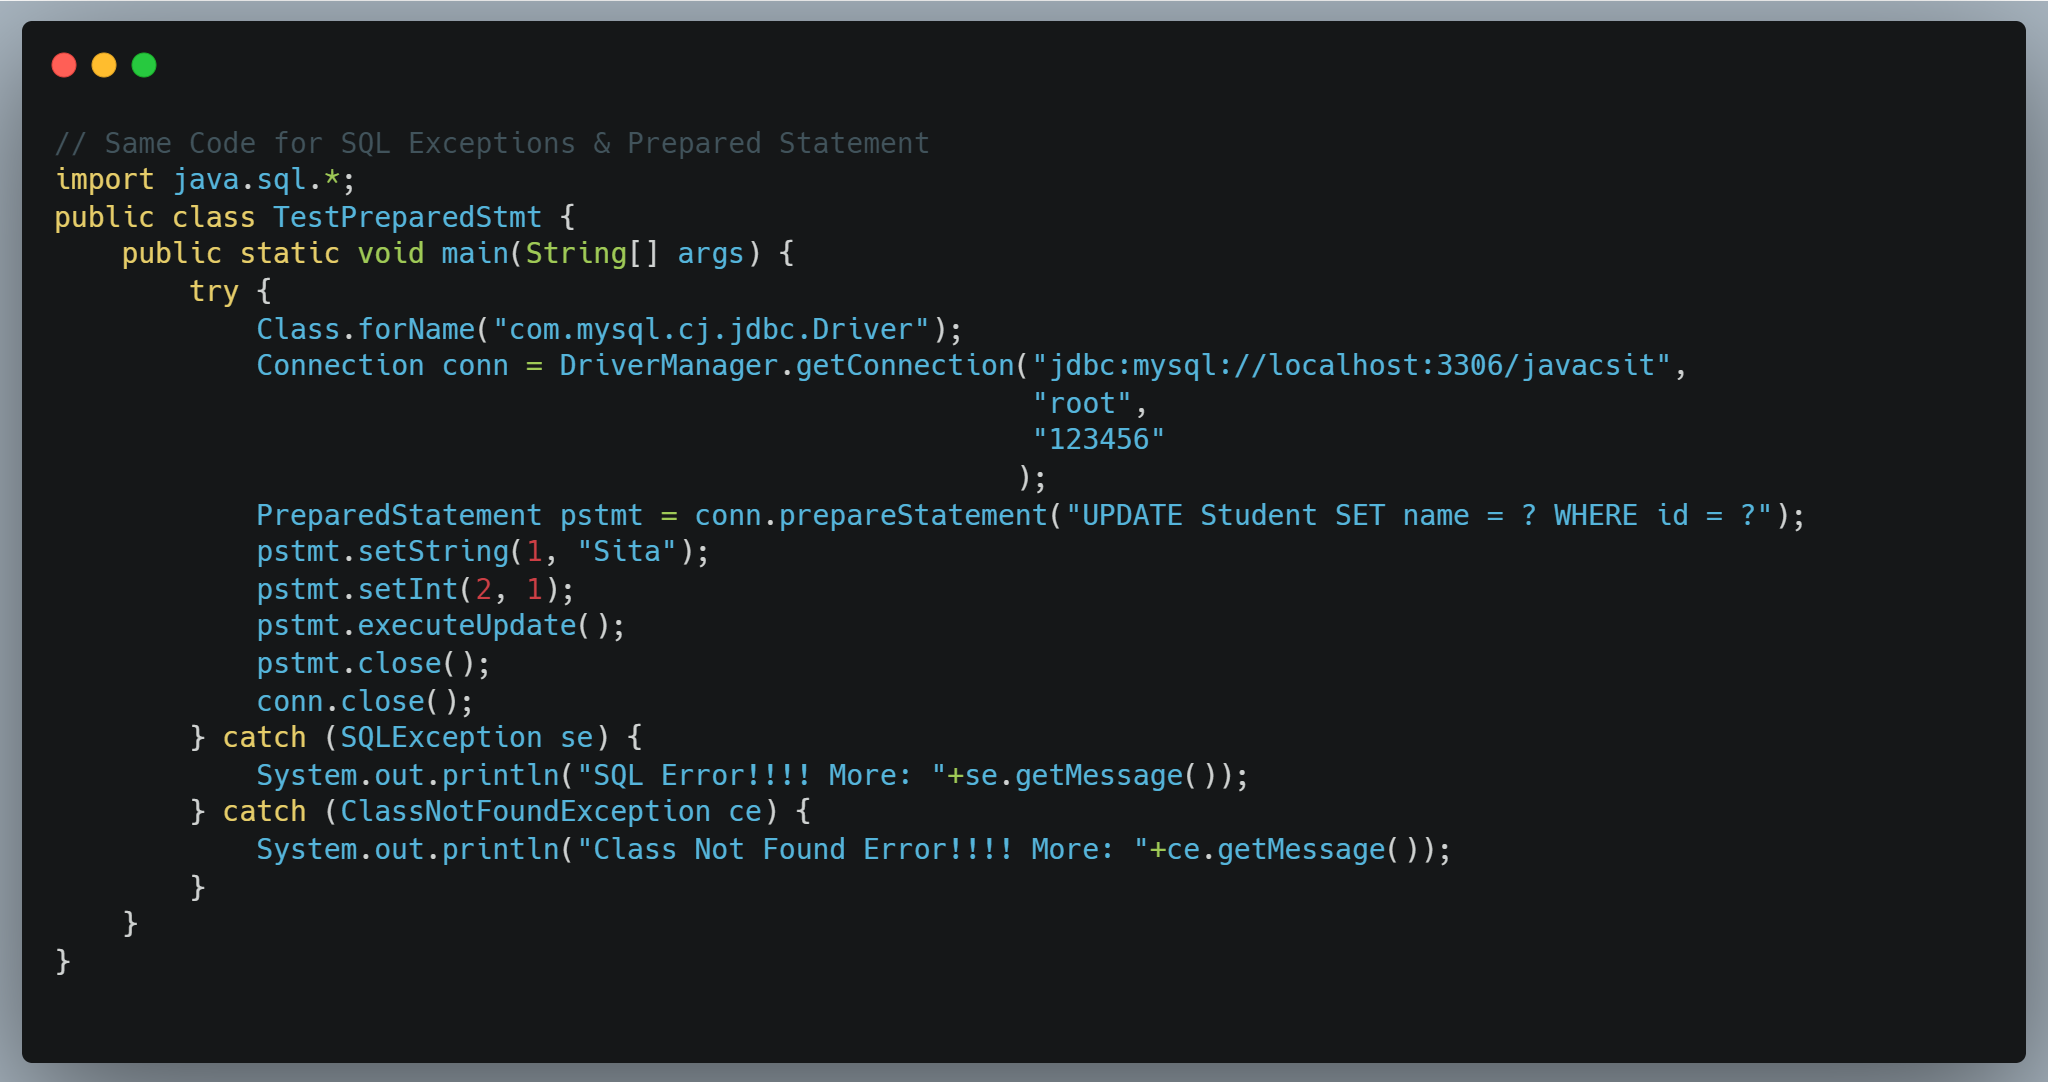 // Same Code for SQL Exceptions & Prepared Statement
import java.sql.*;
public class TestPreparedStmt {
    public static void main(String[] args) {
        try {
            Class.forName("com.mysql.cj.jdbc.Driver");
            Connection conn = DriverManager.getConnection("jdbc:mysql://localhost:3306/javacsit",
                                                          "root",
                                                          "123456"
                                                         );
            PreparedStatement pstmt = conn.prepareStatement("UPDATE Student SET name = ? WHERE id = ?");
            pstmt.setString(1, "Sita");
            pstmt.setInt(2, 1);
            pstmt.executeUpdate();
            pstmt.close();
            conn.close();
        } catch (SQLException se) {
            System.out.println("SQL Error!!!! More: "+se.getMessage());
        } catch (ClassNotFoundException ce) {
            System.out.println("Class Not Found Error!!!! More: "+ce.getMessage());
        }
    }
}